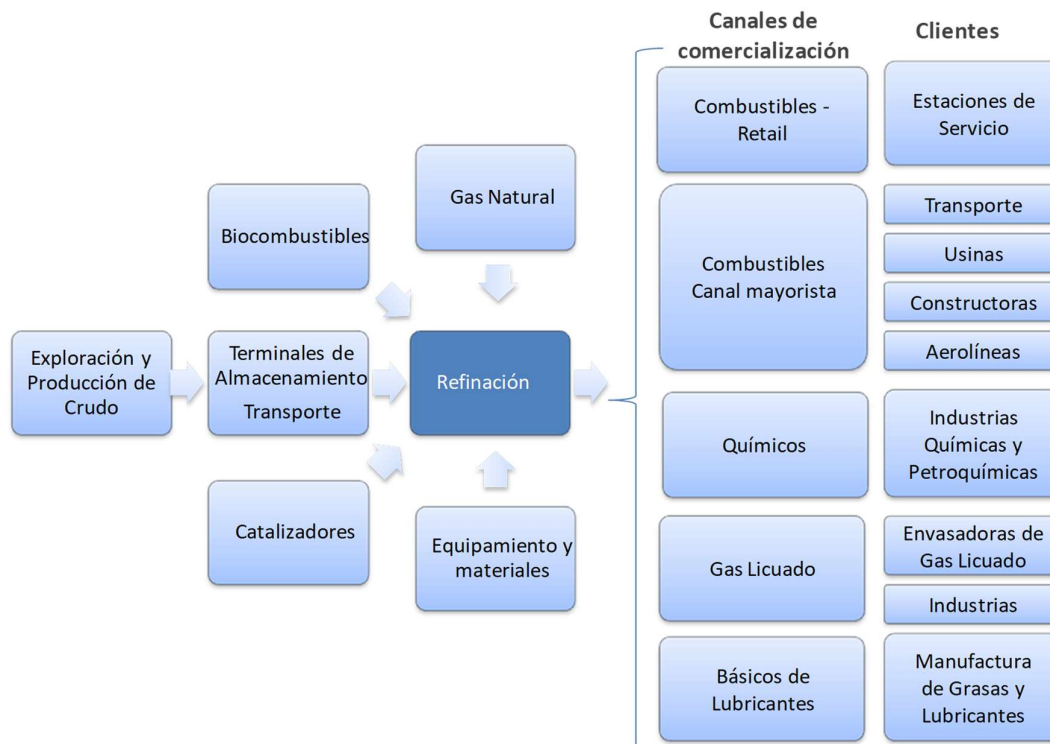 Canales de
comercialización
Clientes
Combustibles -
Retail
Estaciones de
Servicio
Biocombustibles
Gas Natural
Combustibles
Canal mayorista
Transporte
Usinas
Constructoras
Aerolíneas
Exploración y
Producción de
Crudo
Terminales de
Almacenamiento
Transporte
Refinación
Químicos
Industrias
Químicas y
Petroquímicas
Catalizadores
Equipamiento y
materiales
Gas Licuado
Envasadoras de
Gas Licuado
Industrias
Básicos de
Lubricantes
Manufactura
de Grasas y
Lubricantes